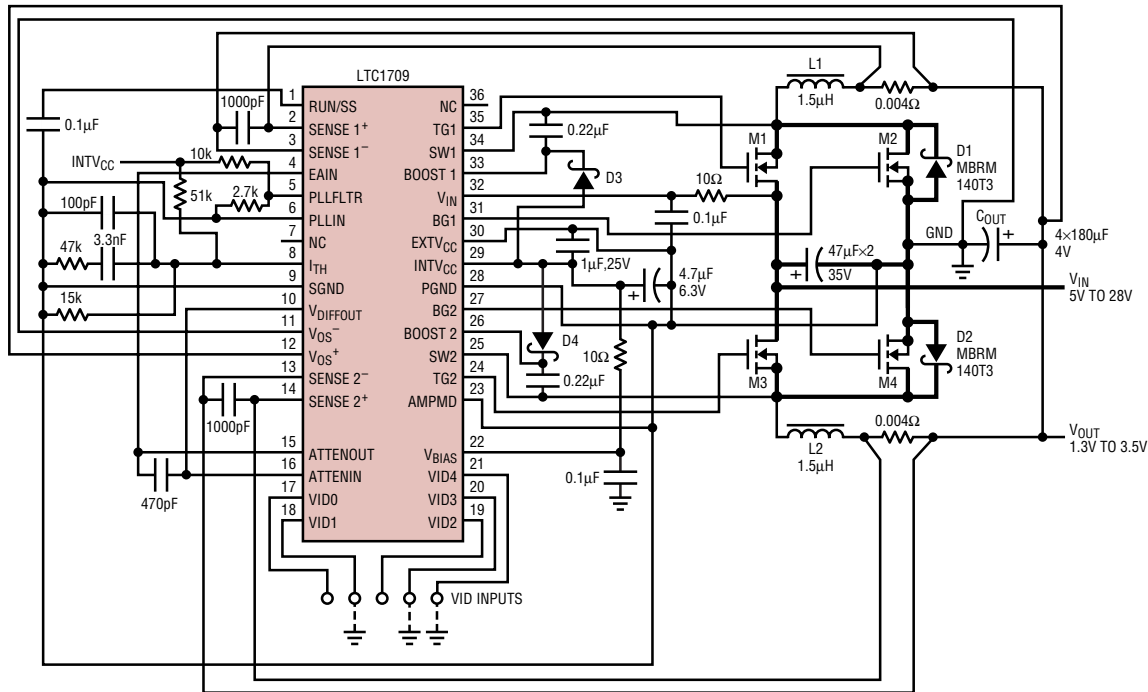 LTC1709
1 RUN/SS
2 SENSE 1+
3 SENSE 1–
4 EAIN
5 PLLFLTR
6 PLLIN
7 NC
8 ITH
9 SGND
10 VDIFFOUT
11 VOS–
12 VOS+
13 SENSE 2–
14 SENSE 2+
15 ATTENOUT
16 ATTENIN
17 VID0
18 VID1
36 NC
35 TG1
34 SW1
33 BOOST 1
32 VIN
31 BG1
30 EXTVCC
29 INTVCC
28 PGND
27 BG2
26 BOOST 2
25 SW2
24 TG2
23 AMPMD
22 VBIAS
21 VID4
20 VID3
19 VID2
0.1µF
1000pF
INTVCC
10k
51k
2.7k
100pF
3.3nF
47k
15k
1000pF
470pF
VID INPUTS
0.22µF
D3
10Ω
0.1µF
1µF,25V
4.7µF
6.3V
D4
10Ω
0.22µF
0.1µF
L1
1.5µH
0.004Ω
M1
M2
D1
MBRM
140T3
GND
COUT
4×180µF
4V
47µF×2
35V
VIN
5V TO 28V
M3
M4
D2
MBRM
140T3
L2
1.5µH
0.004Ω
VOUT
1.3V TO 3.5V